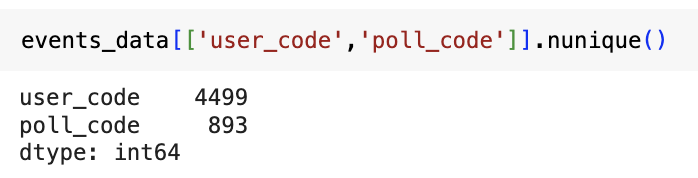 events_data[['user_code','poll_code']].nunique()
user_code    4499
poll_code     893
dtype: int64